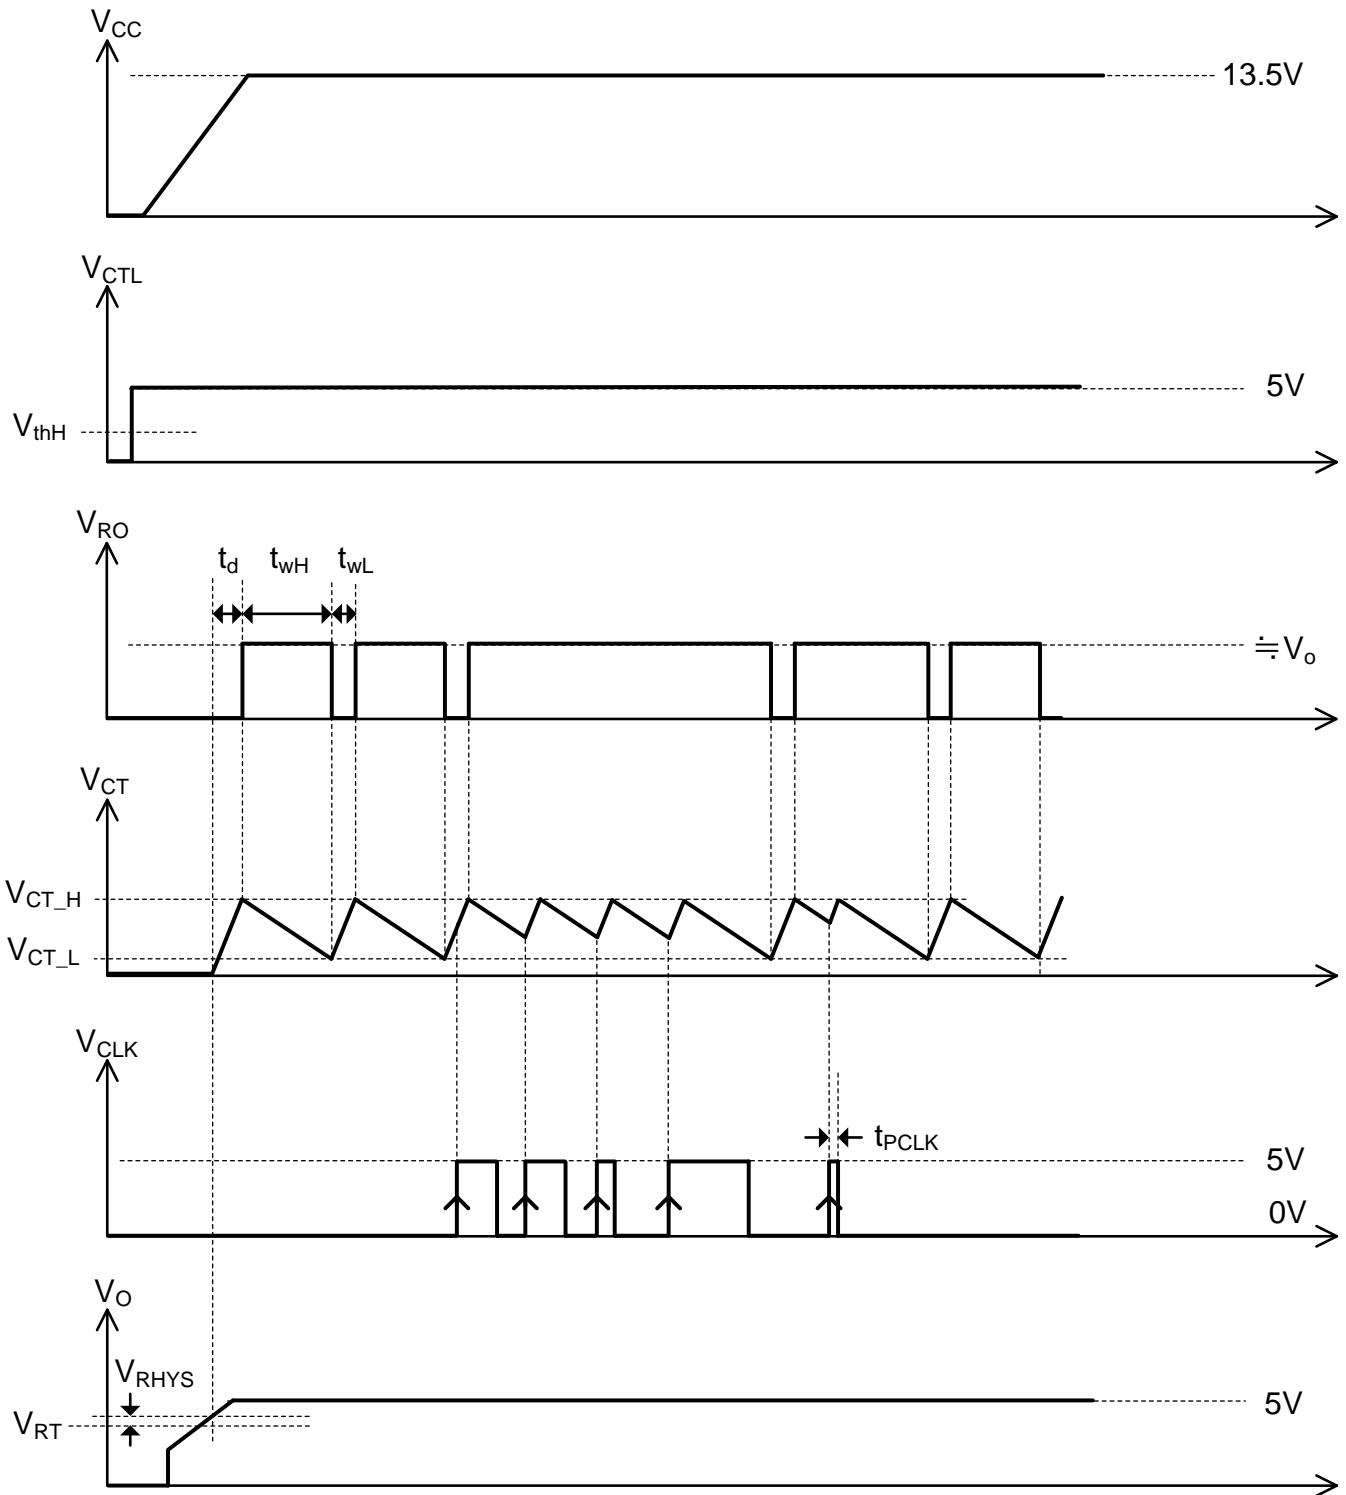 VCC
13.5V
VCTL
5V
VthH
VRO
td twH twL
≒Vo
VCT
VCT_H
VCT_L
VCLK
tPCLK
5V
0V
VO
VRHYS
VRT
5V